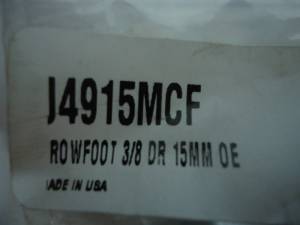 J4915MCF
ROWFOOT 3/8 DR 15MM OE
ADE IN USA